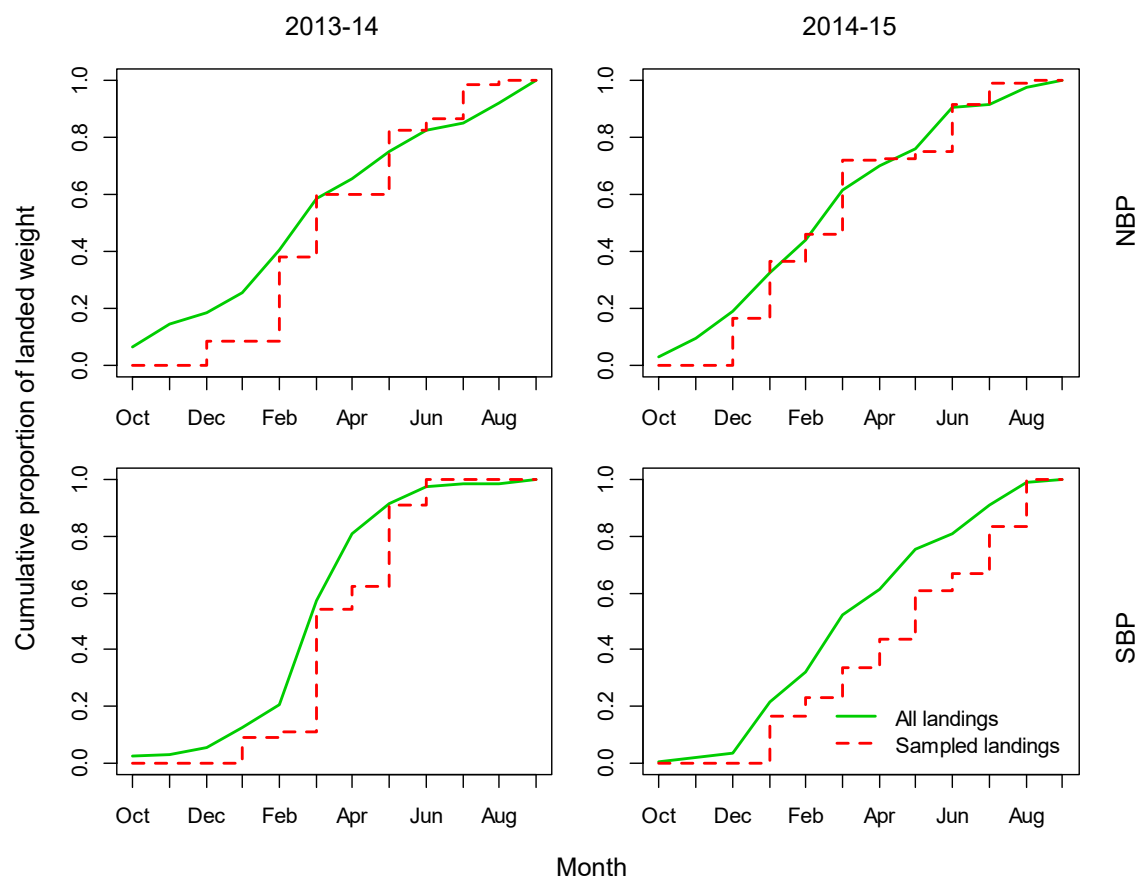 2013-14
2014-15
Cumulative proportion of landed weight
1.0
0.8
0.6
0.4
0.2
0.0
Oct Dec Feb Apr Jun Aug
1.0
0.8
0.6
0.4
0.2
0.0
Oct Dec Feb Apr Jun Aug
NBP
1.0
0.8
0.6
0.4
0.2
0.0
Oct Dec Feb Apr Jun Aug
1.0
0.8
0.6
0.4
0.2
0.0
All landings
Sampled landings
Oct Dec Feb Apr Jun Aug
SBP
Month